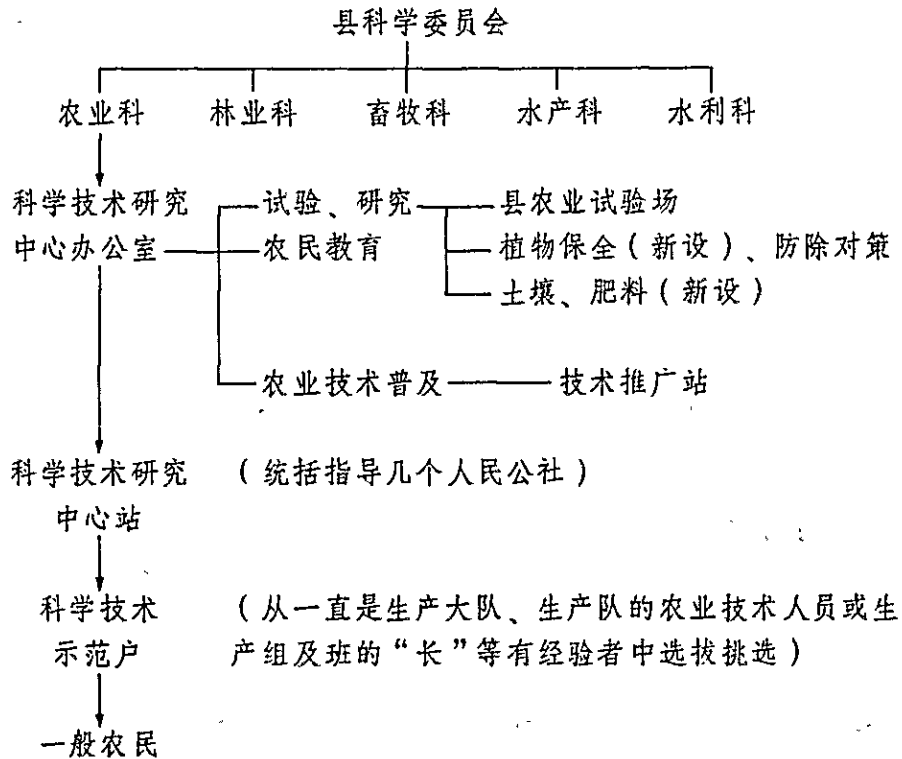 县科学委员会
农业科 林业科 畜牧科 水产科 水利科
科学技术研究 试验、研究 县农业试验场
中心办公室 农民教育 植物保全（新设）、防除对策
土壤、肥料（新设）
农业技术普及 技术推广站
科学技术研究 （统括指导几个人民公社）
中心站
科学技术 （从一直是生产大队、生产队的农业技术人员或生
示范户 产组及班的“长”等有经验者中选拔挑选）
一般农民